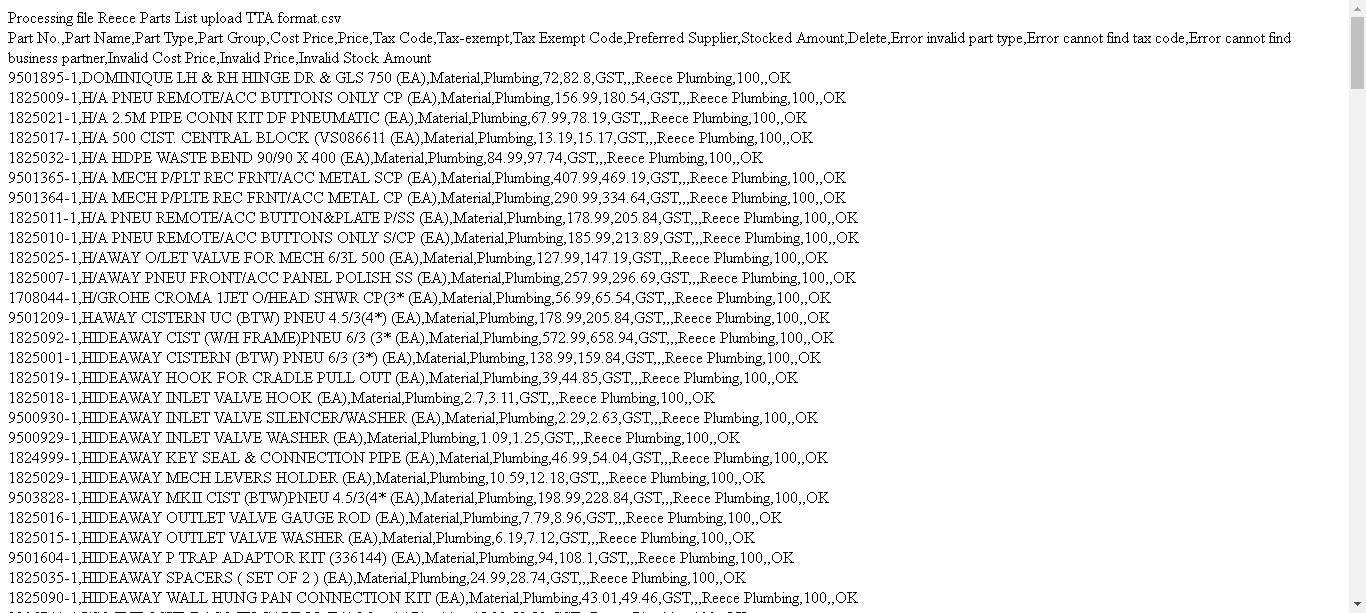 Processing file Reece Parts List upload TTA format.csv
Part No.,Part Name,Part Type,Part Group,Cost Price,Price,Tax Code,Tax-exempt,Tax Exempt Code,Preferred Supplier,Stocked Amount,Delete,Error invalid part type,Error cannot find tax code,Error cannot find
business partner,Invalid Cost Price,Invalid Price,Invalid Stock Amount
9501895-1,DOMINIQUE LH & RH HINGE DR & GLS 750 (EA),Material,Plumbing,72,82.8,GST,,,Reece Plumbing,100,,OK
1825009-1,H/A PNEU REMOTE/ACC BUTTONS ONLY CP (EA),Material,Plumbing,156.99,180.54,GST,,,Reece Plumbing,100,,OK
1825021-1,H/A 2.5M PIPE CONN KIT DF PNEUMATIC (EA),Material,Plumbing,67.99,78.19,GST,,,Reece Plumbing,100,,OK
1825017-1,H/A 500 CIST. CENTRAL BLOCK (VS086611 (EA),Material,Plumbing,13.19,15.17,GST,,,Reece Plumbing,100,,OK
1825032-1,H/A HDPE WASTE BEND 90/90 X 400 (EA),Material,Plumbing,84.99,97.74,GST,,,Reece Plumbing,100,,OK
9501365-1,H/A MECH P/PLT REC FRNT/ACC METAL SCP (EA),Material,Plumbing,407.99,469.19,GST,,,Reece Plumbing,100,,OK
9501364-1,H/A MECH P/PLTE REC FRNT/ACC METAL CP (EA),Material,Plumbing,290.99,334.64,GST,,,Reece Plumbing,100,,OK
1825011-1,H/A PNEU REMOTE/ACC BUTTON&PLATE P/SS (EA),Material,Plumbing,178.99,205.84,GST,,,Reece Plumbing,100,,OK
1825010-1,H/A PNEU REMOTE/ACC BUTTONS ONLY S/CP (EA),Material,Plumbing,185.99,213.89,GST,,,Reece Plumbing,100,,OK
1825025-1,H/AWAY O/LET VALVE FOR MECH 6/3L 500 (EA),Material,Plumbing,127.99,147.19,GST,,,Reece Plumbing,100,,OK
1825007-1,H/AWAY PNEU FRONT/ACC PANEL POLISH SS (EA),Material,Plumbing,257.99,296.69,GST,,,Reece Plumbing,100,,OK
1708044-1,H/GROHE CROMA 1JET O/HEAD SHWR CP(3* (EA),Material,Plumbing,56.99,65.54,GST,,,Reece Plumbing,100,,OK
9501209-1,HAWAY CISTERN UC (BTW) PNEU 4.5/3(4*) (EA),Material,Plumbing,178.99,205.84,GST,,,Reece Plumbing,100,,OK
1825092-1,HIDEAWAY CIST (W/H FRAME)PNEU 6/3 (3* (EA),Material,Plumbing,572.99,658.94,GST,,,Reece Plumbing,100,,OK
1825001-1,HIDEAWAY CISTERN (BTW) PNEU 6/3 (3*) (EA),Material,Plumbing,138.99,159.84,GST,,,Reece Plumbing,100,,OK
1825019-1,HIDEAWAY HOOK FOR CRADLE PULL OUT (EA),Material,Plumbing,39,44.85,GST,,,Reece Plumbing,100,,OK
1825018-1,HIDEAWAY INLET VALVE HOOK (EA),Material,Plumbing,2.7,3.11,GST,,,Reece Plumbing,100,,OK
9500930-1,HIDEAWAY INLET VALVE SILENCER/WASHER (EA),Material,Plumbing,2.29,2.63,GST,,,Reece Plumbing,100,,OK
9500929-1,HIDEAWAY INLET VALVE WASHER (EA),Material,Plumbing,1.09,1.25,GST,,,Reece Plumbing,100,,OK
1824999-1,HIDEAWAY KEY SEAL & CONNECTION PIPE (EA),Material,Plumbing,46.99,54.04,GST,,,Reece Plumbing,100,,OK
1825029-1,HIDEAWAY MECH LEVERS HOLDER (EA),Material,Plumbing,10.59,12.18,GST,,,Reece Plumbing,100,,OK
9503828-1,HIDEAWAY MKII CIST (BTW)PNEU 4.5/3(4* (EA),Material,Plumbing,198.99,228.84,GST,,,Reece Plumbing,100,,OK
1825016-1,HIDEAWAY OUTLET VALVE GAUGE ROD (EA),Material,Plumbing,7.79,8.96,GST,,,Reece Plumbing,100,,OK
1825015-1,HIDEAWAY OUTLET VALVE WASHER (EA),Material,Plumbing,6.19,7.12,GST,,,Reece Plumbing,100,,OK
9501604-1,HIDEAWAY P TRAP ADAPTOR KIT (336144) (EA),Material,Plumbing,94,108.1,GST,,,Reece Plumbing,100,,OK
1825035-1,HIDEAWAY SPACERS ( SET OF 2 ) (EA),Material,Plumbing,24.99,28.74,GST,,,Reece Plumbing,100,,OK
1825090-1,HIDEAWAY WALL HUNG PAN CONNECTION KIT (EA),Material,Plumbing,43.01,49.46,GST,,,Reece Plumbing,100,,OK